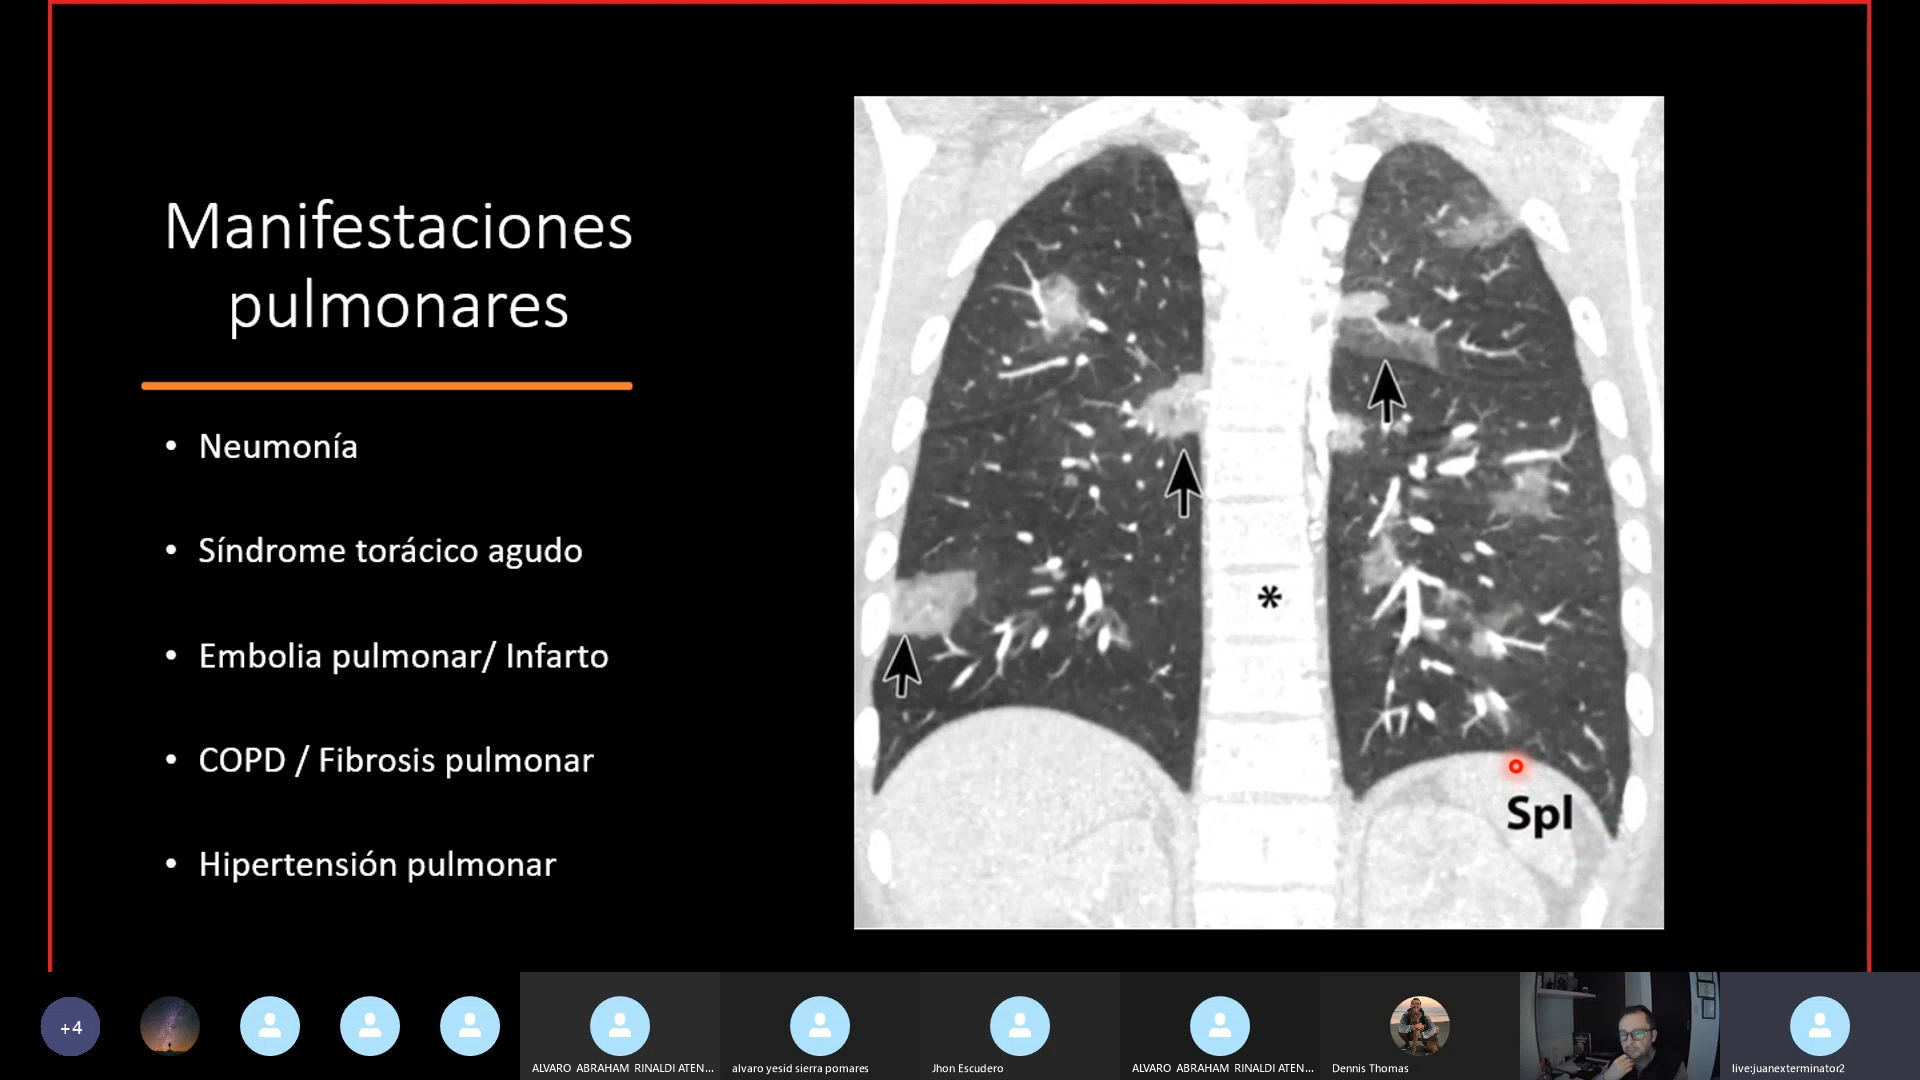 Manifestaciones
pulmonares
• Neumonía
• Síndrome torácico agudo
• Embolia pulmonar/ Infarto
• COPD / Fibrosis pulmonar
• Hipertensión pulmonar
*
Spl
+4
ALVARO ABRAHAM RINALDI ATEN...
alvaro yesid sierra pomares
Jhon Escudero
ALVARO ABRAHAM RINALDI ATEN...
Dennis Thomas
live:juanexterminator2